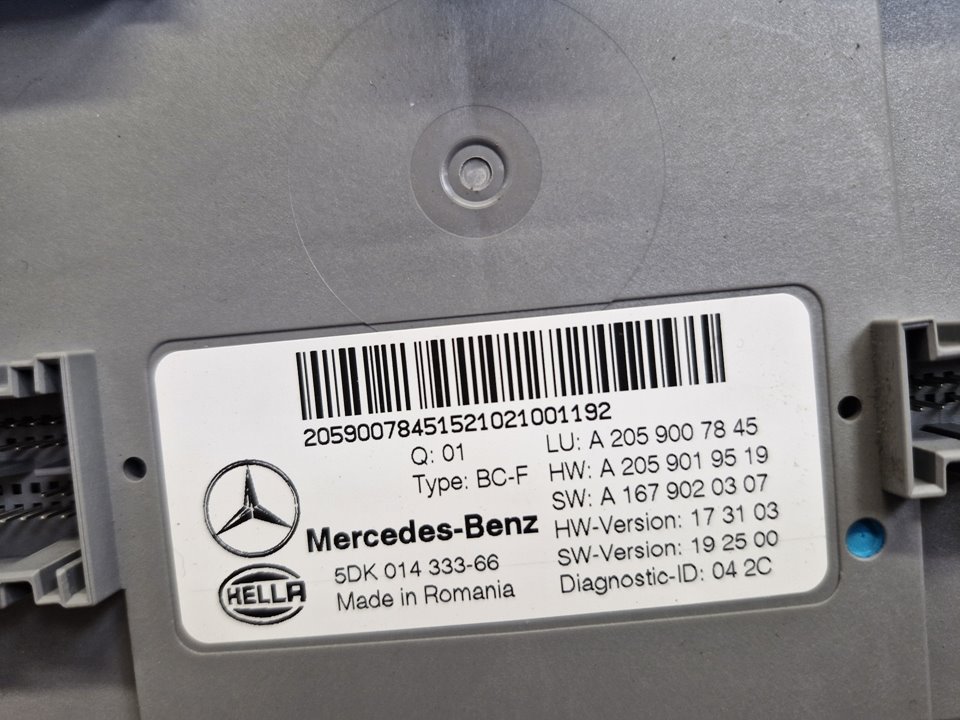 20590078451521021001192
Q: 01
Type: BC-F
LU: A 205 900 78 45
HW: A 205 901 95 19
SW: A 167 902 03 07
HW-Version: 17 31 03
SW-Version: 19 25 00
Diagnostic-ID: 04 2C
Mercedes-Benz
5DK 014 333-66
Made in Romania
HELLA